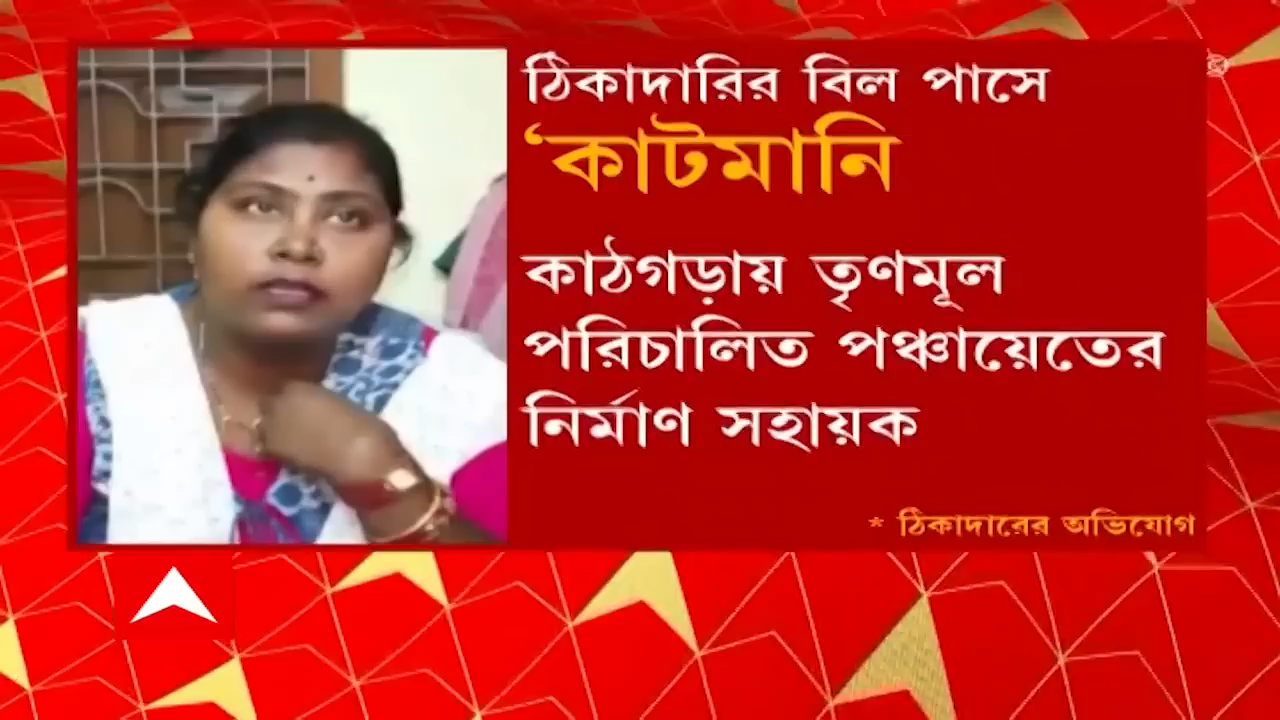 ঠিকাদারির বিল পাসে
‘কাটমানি
কাঠগড়ায় তৃণমূল
পরিচালিত পঞ্চায়েতের
নির্মাণ সহায়ক
* ঠিকাদারের অভিযোগ